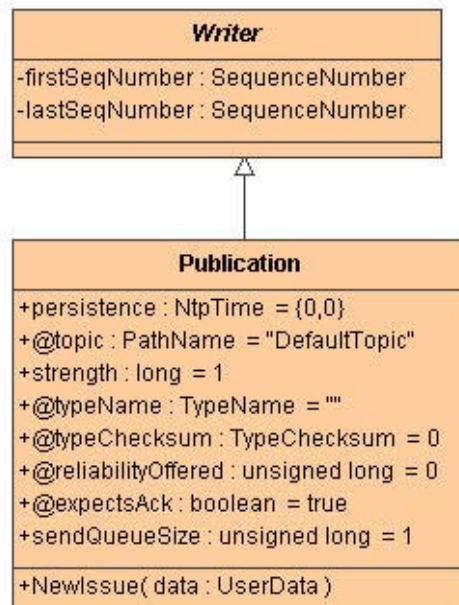 Writer
-firstSeqNumber : SequenceNumber
-lastSeqNumber : SequenceNumber
Publication
+persistence : NtpTime = {0,0}
+@topic : PathName = "DefaultTopic"
+strength : long = 1
+@typeName : TypeName = ""
+@typeChecksum : TypeChecksum = 0
+@reliabilityOffered : unsigned long = 0
+@expectsAck : boolean = true
+sendQueueSize : unsigned long = 1
+NewIssue( data : UserData )